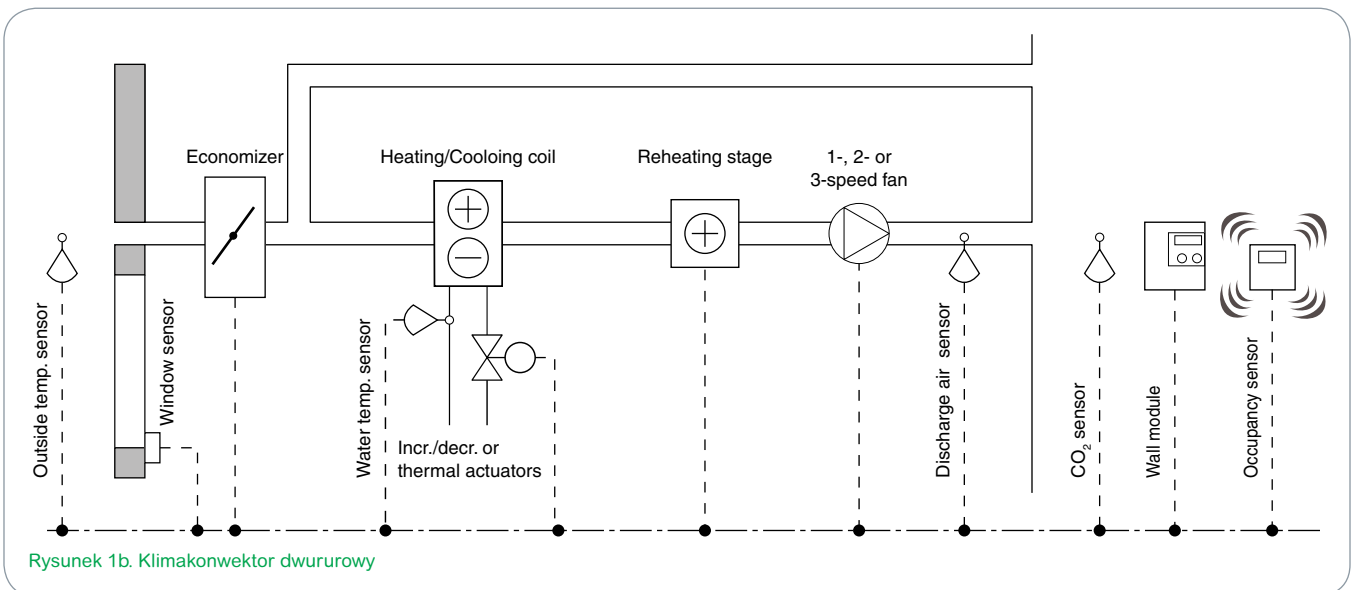 Economizer
Heating/Cooloing coil
Reheating stage
1-, 2- or
3-speed fan
Outside temp. sensor
Window sensor
Water temp. sensor
Incr./decr. or
thermal actuators
Discharge air sensor
CO₂ sensor
Wall module
Occupancy sensor
Rysunek 1b. Klimakonwektor dwururowy